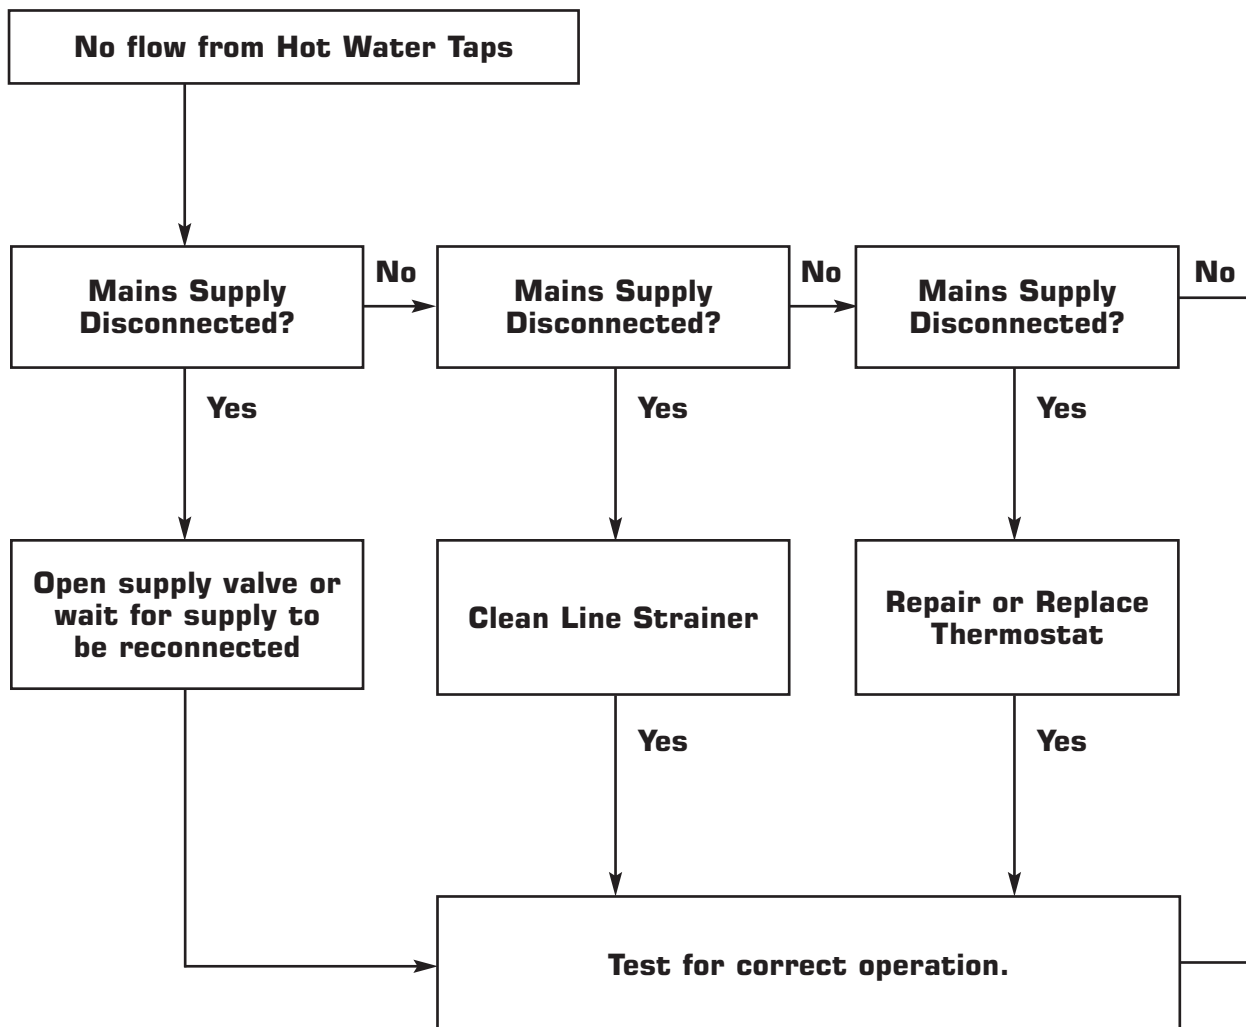 No flow from Hot Water Taps
No
No
No
Mains Supply
Disconnected?
Mains Supply
Disconnected?
Mains Supply
Disconnected?
Yes
Yes
Yes
Open supply valve or
wait for supply to
be reconnected
Clean Line Strainer
Repair or Replace
Thermostat
Yes
Yes
Test for correct operation.